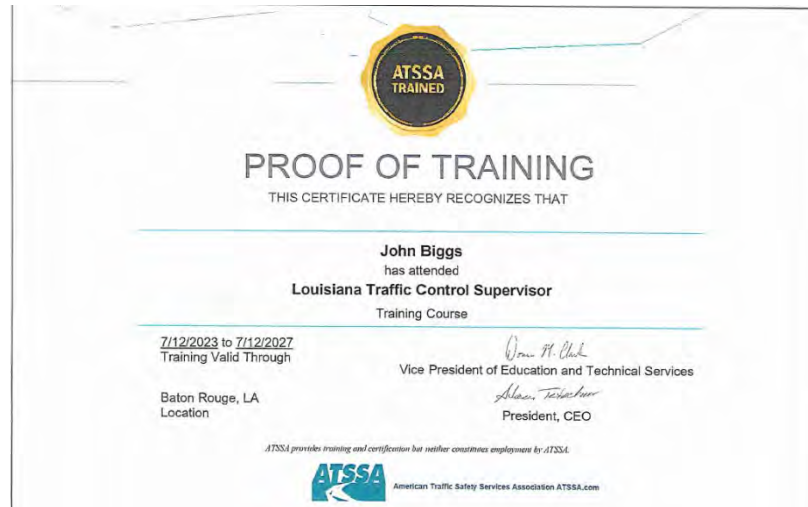 ATSSA
TRAINED
PROOF OF TRAINING
THIS CERTIFICATE HEREBY RECOGNIZES THAT
John Biggs
has attended
Louisiana Traffic Control Supervisor
Training Course
7/12/2023 to 7/12/2027
Training Valid Through
Vice President of Education and Technical Services
Baton Rouge, LA
Location
President, CEO
ATSSA provides training and certification but neither constitutes employment by ATSSA.
ATSSA
American Traffic Safety Services Association ATSSA.com